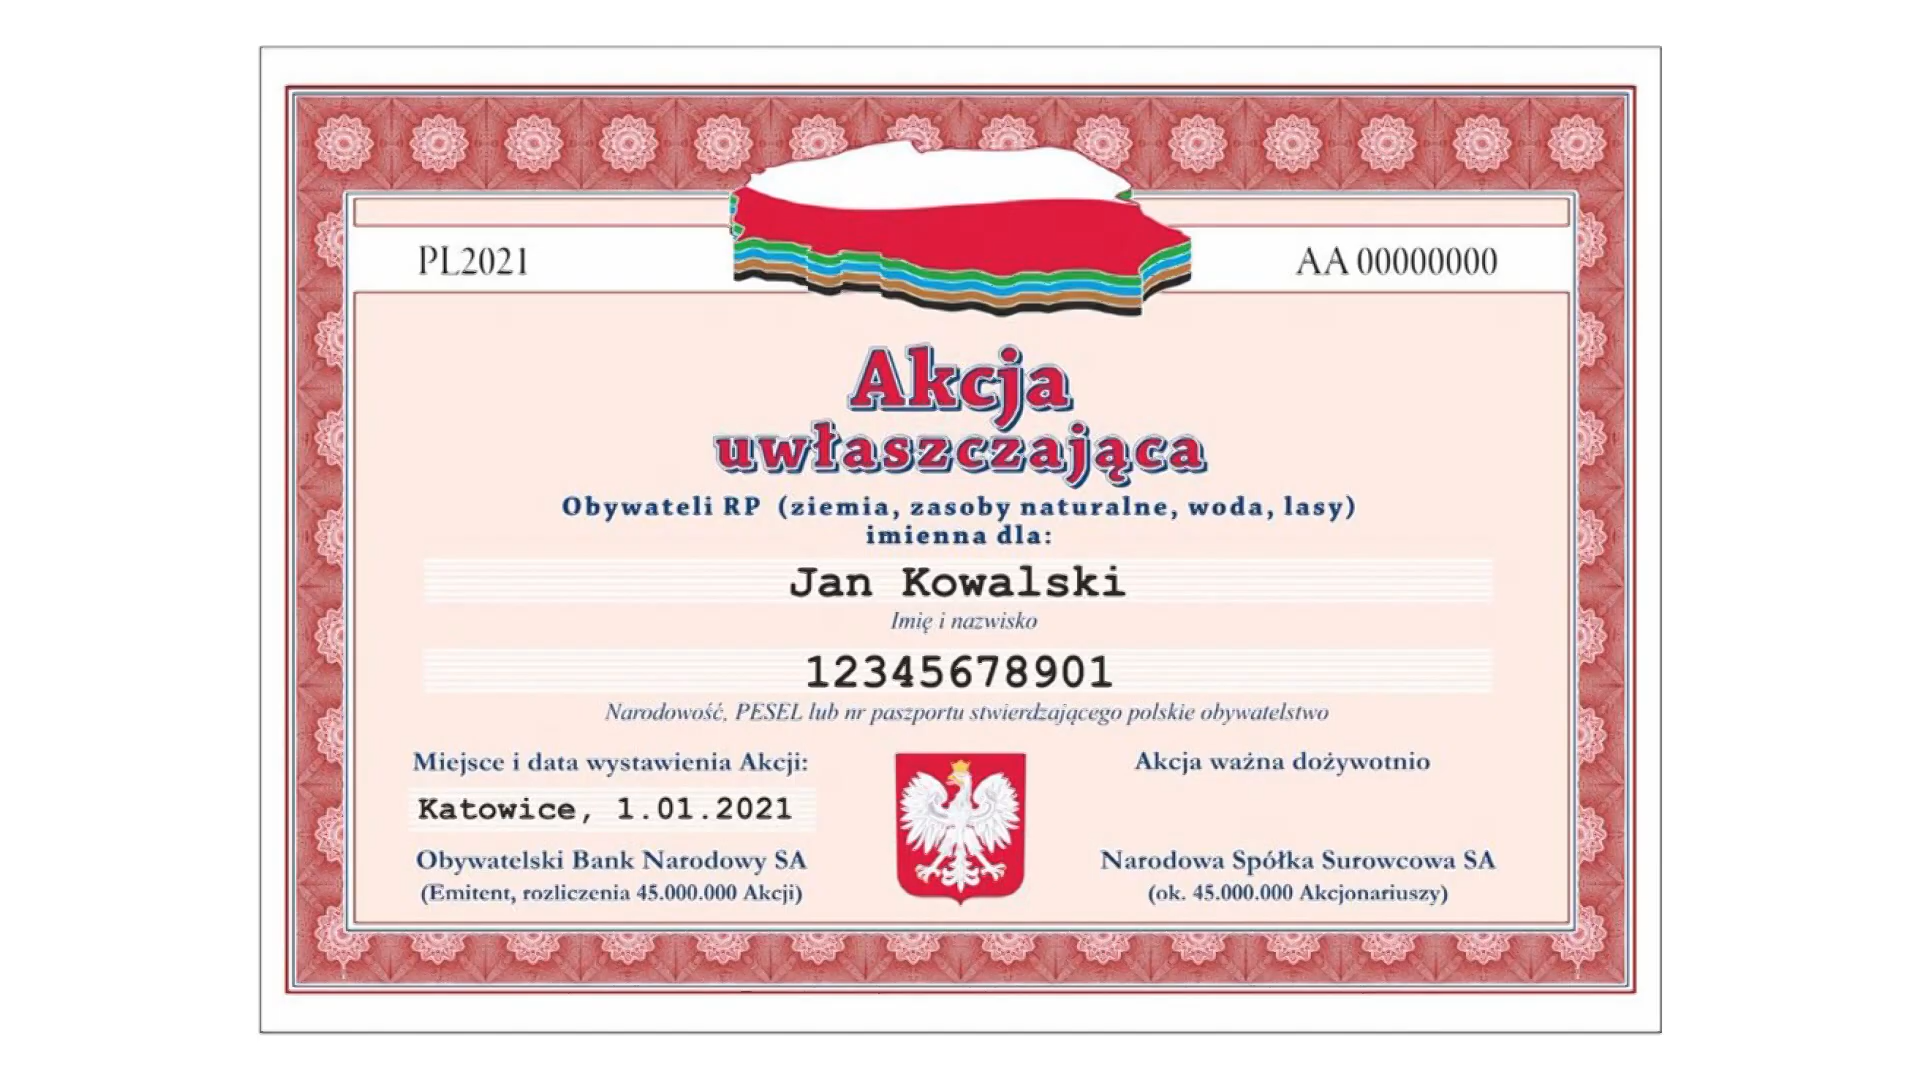 PL2021
AA 00000000
Akcja
uwłaszczająca
Obywateli RP (ziemia, zasoby naturalne, woda, lasy)
imienna dla:
Jan Kowalski
Imię i nazwisko
12345678901
Narodowość, PESEL lub nr paszportu stwierdzającego polskie obywatelstwo
Miejsce i data wystawienia Akcji:
Akcja ważna dożywotnio
Katowice, 1.01.2021
Obywatelski Bank Narodowy SA
Narodowa Spółka Surowcowa SA
(Emitent, rozliczenia 45.000.000 Akcji)
(ok. 45.000.000 Akcjonariuszy)